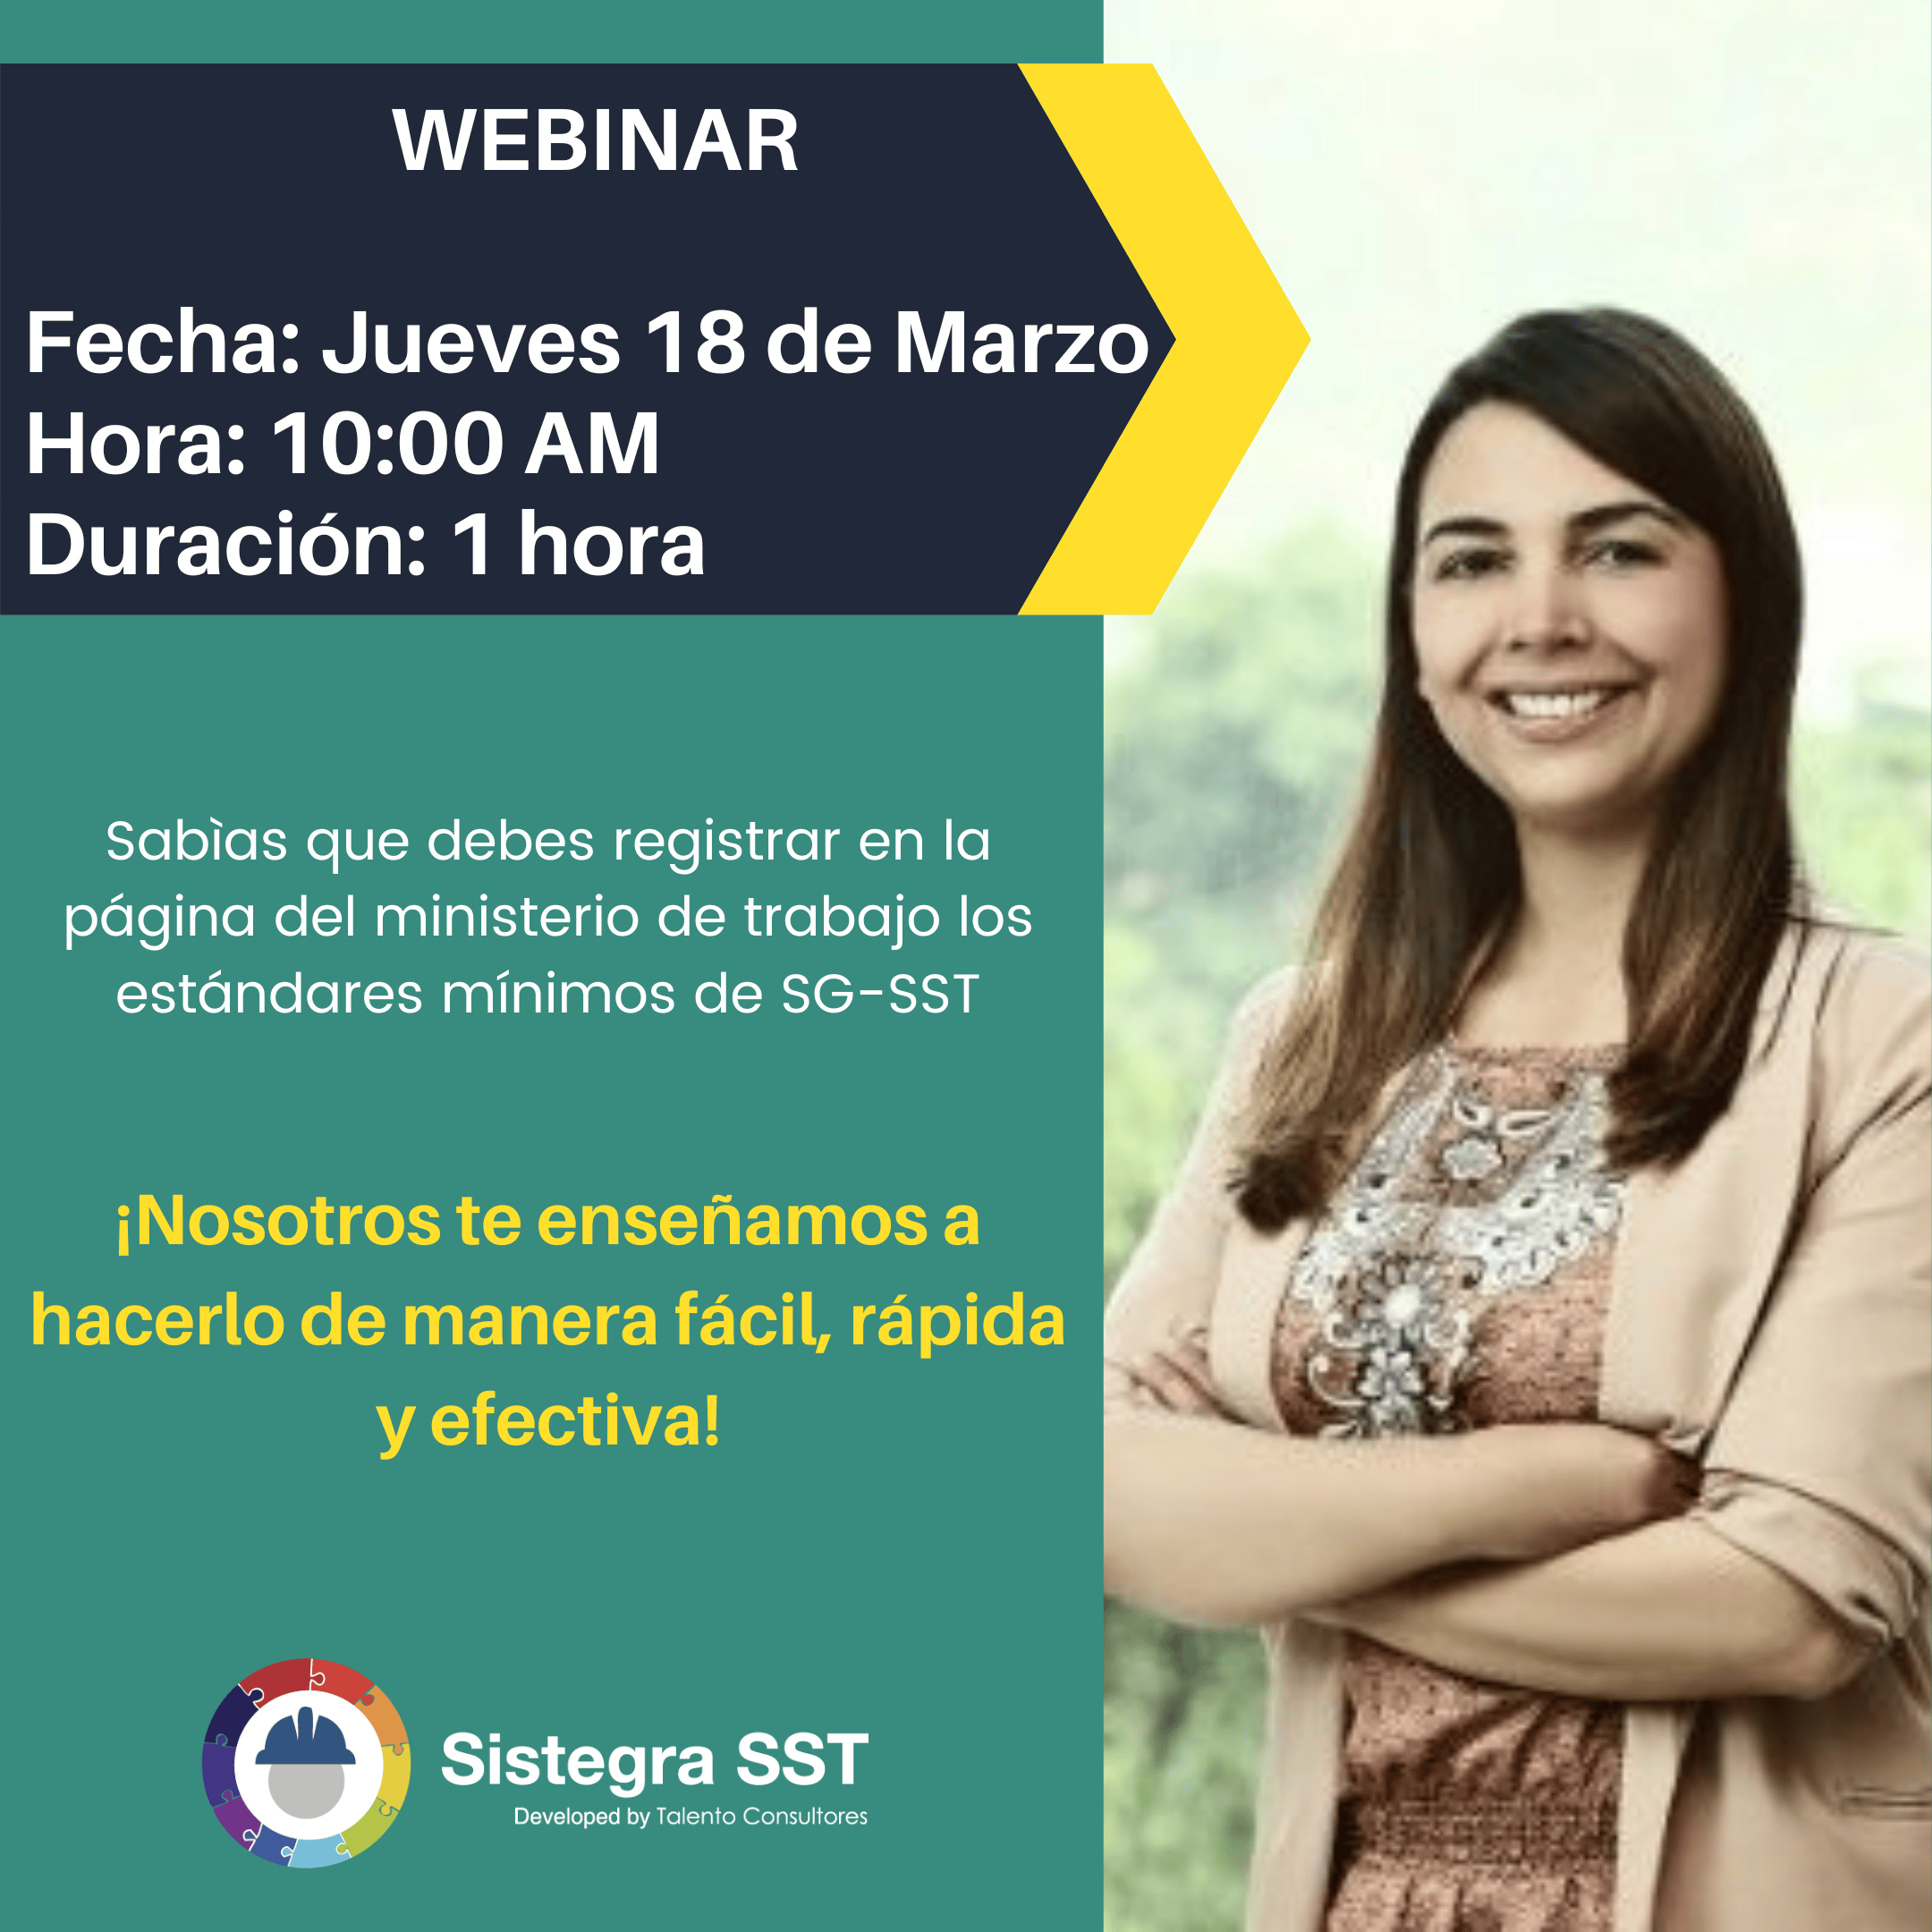 WEBINAR
Fecha: Jueves 18 de Marzo
Hora: 10:00 AM
Duración: 1 hora
Sabìas que debes registrar en la
página del ministerio de trabajo los
estándares mínimos de SG-SST
¡Nosotros te enseñamos a
hacerlo de manera fácil, rápida
y efectiva!
Sistegra SST
Developed by Talento Consultores